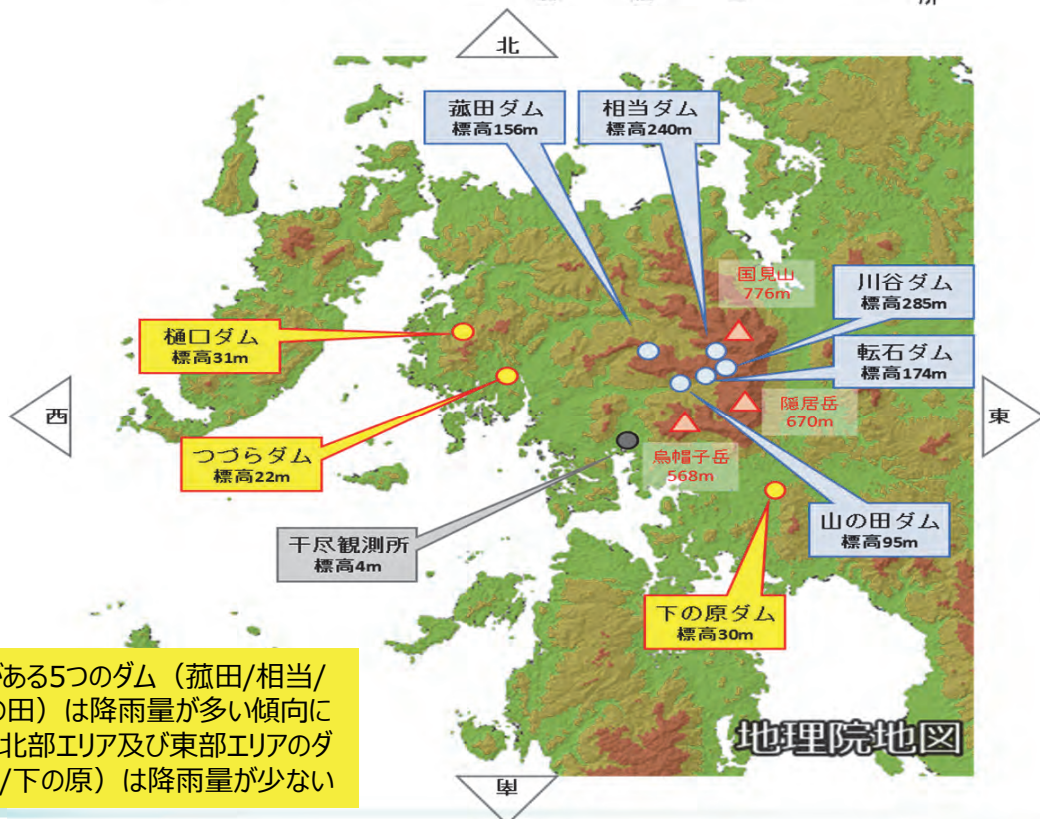 所
北
菰田ダム
標高156m
相当ダム
標高240m
国見山
776m
川谷ダム
標高285m
樋口ダム
標高31m
転石ダム
標高174m
西
東
隠居岳
670m
つづらダム
標高22m
烏帽子岳
568m
山の田ダム
標高95m
干尽観測所
標高4m
下の原ダム
標高30m
がある5つのダム（菰田/相当/
の田）は降雨量が多い傾向に
北部エリア及び東部エリアのダ
/下の原）は降雨量が少ない
地理院地図
南